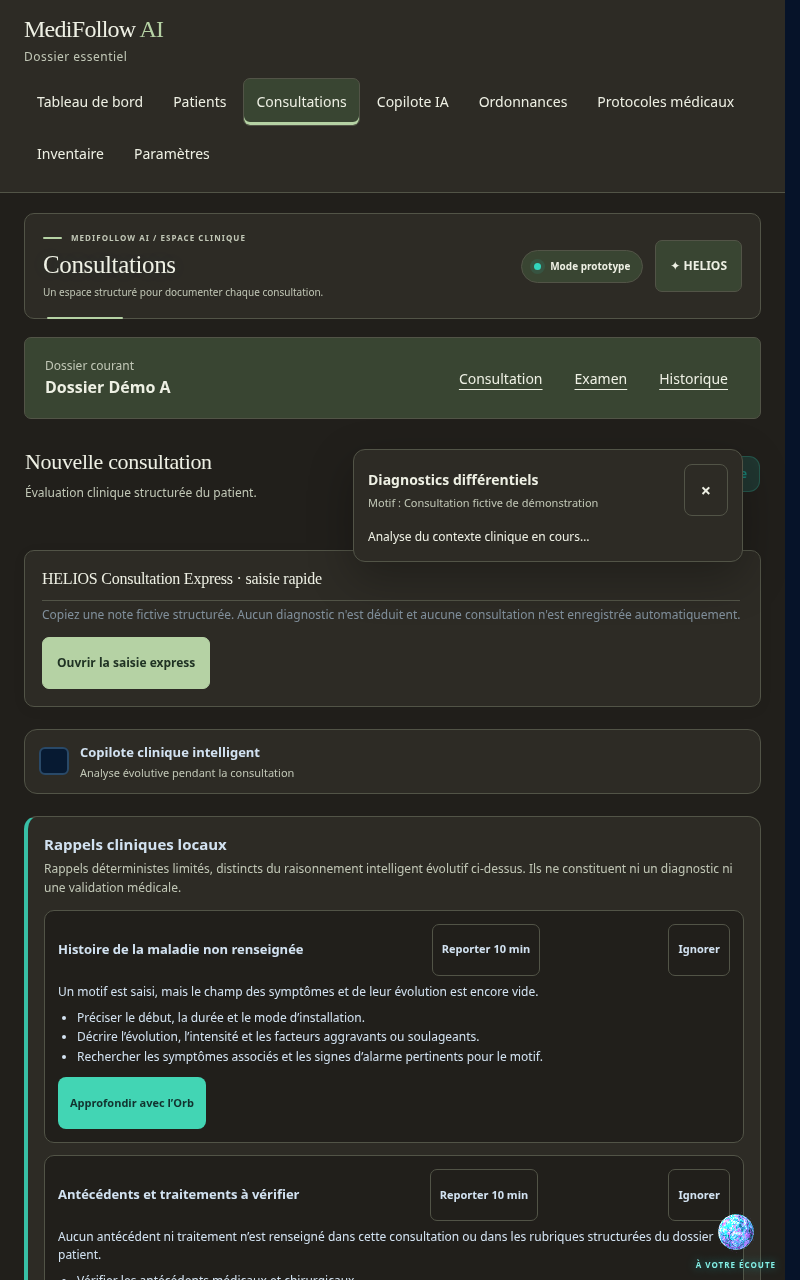 MediFollow AI
Dossier essentiel
Tableau de bord
Patients
Consultations
Copilote IA
Ordonnances
Protocoles médicaux
Inventaire
Paramètres
MEDIFOLLOW AI / ESPACE CLINIQUE
Consultations
Un espace structuré pour documenter chaque consultation.
Mode prototype
✦ HELIOS
Dossier courant
Dossier Démo A
Consultation
Examen
Historique
Nouvelle consultation
Évaluation clinique structurée du patient.
Diagnostics différentiels
Motif : Consultation fictive de démonstration
×
Analyse du contexte clinique en cours...
HELIOS Consultation Express · saisie rapide
Copiez une note fictive structurée. Aucun diagnostic n'est déduit et aucune consultation n'est enregistrée automatiquement.
Ouvrir la saisie express
Copilote clinique intelligent
Analyse évolutive pendant la consultation
Rappels cliniques locaux
Rappels déterministes limités, distincts du raisonnement intelligent évolutif ci-dessus. Ils ne constituent ni un diagnostic ni
une validation médicale.
Histoire de la maladie non renseignée
Reporter 10 min
Ignorer
Un motif est saisi, mais le champ des symptômes et de leur évolution est encore vide.
• Préciser le début, la durée et le mode d’installation.
• Décrire l’évolution, l’intensité et les facteurs aggravants ou soulageants.
• Rechercher les symptômes associés et les signes d’alarme pertinents pour le motif.
Approfondir avec l’Orb
Antécédents et traitements à vérifier
Reporter 10 min
Ignorer
Aucun antécédent ni traitement n’est renseigné dans cette consultation ou dans les rubriques structurées du dossier
patient.
À VOTRE ÉCOUTE
• Vérifier les antécédents médicaux et chirurgicaux.